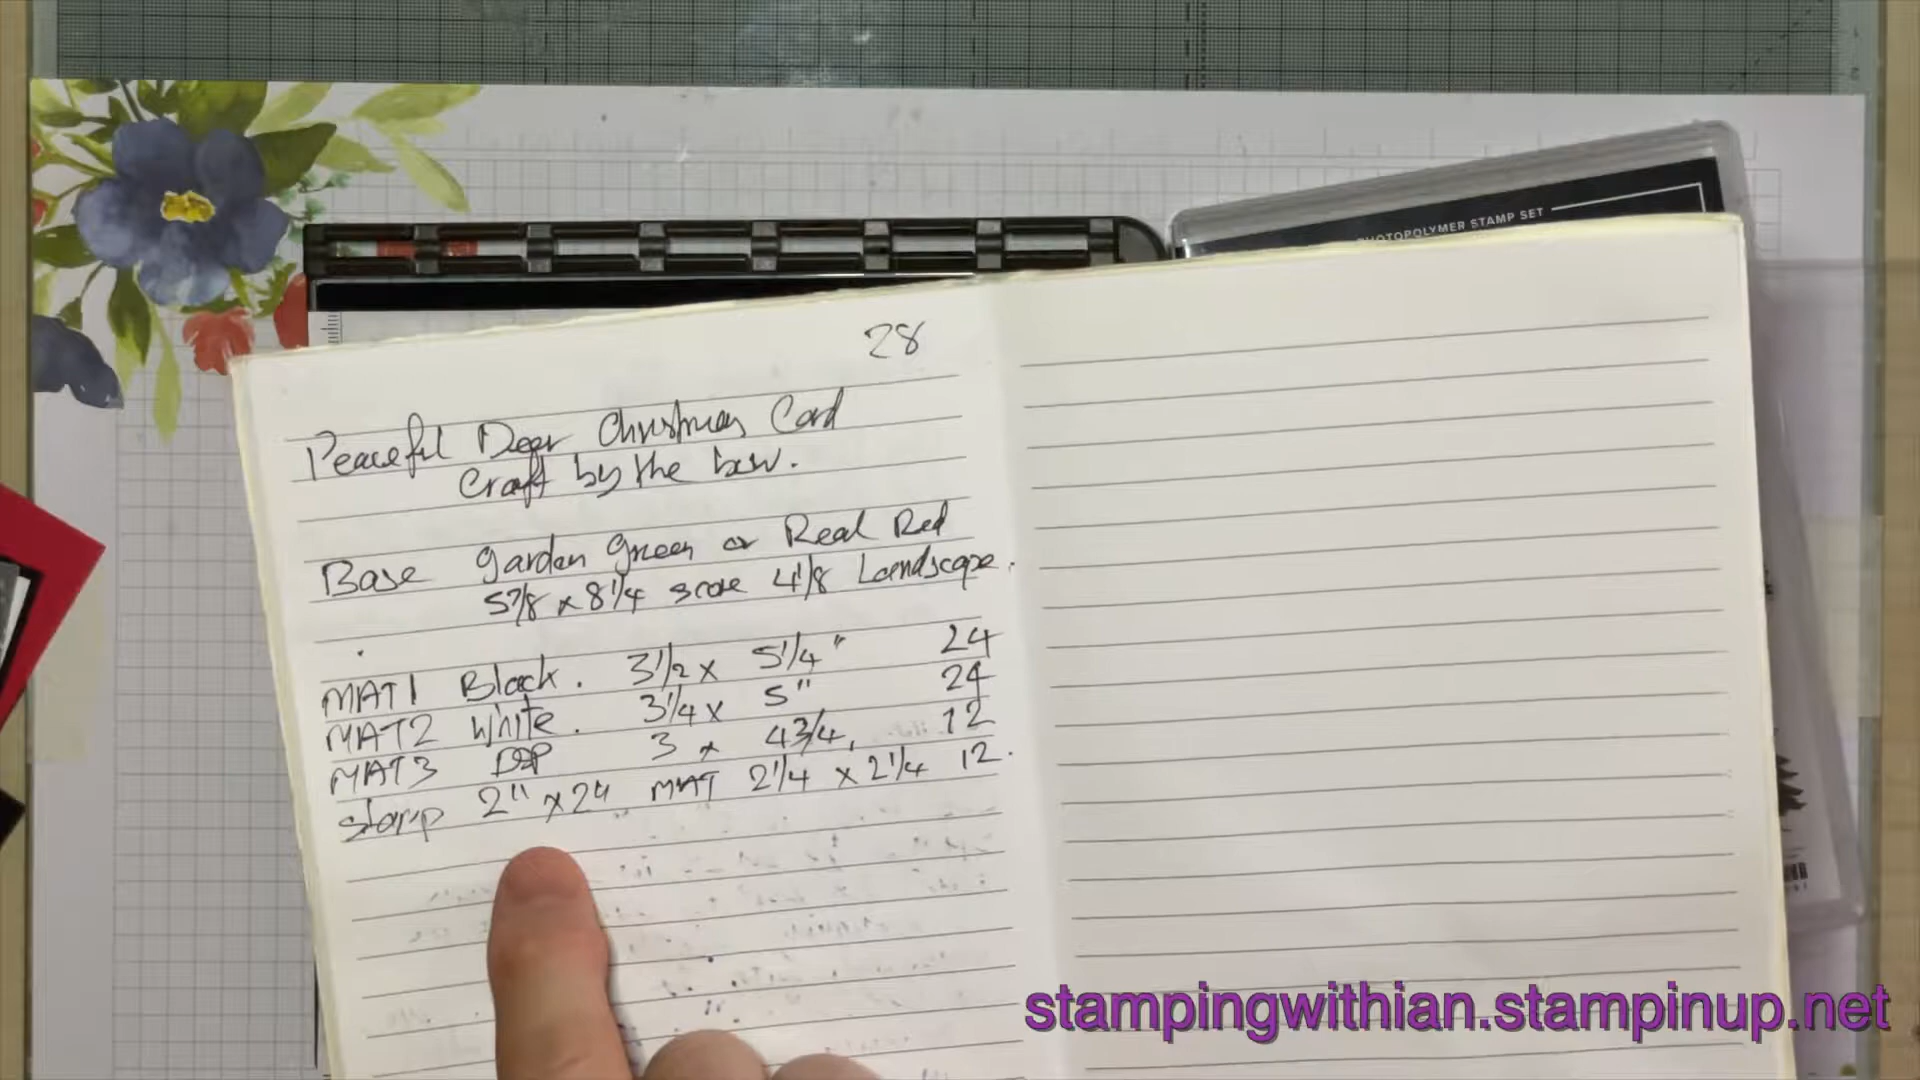 PHOTOPOLYMER STAMP SET
28
Peaceful Deer Christmas Card
Craft by the bay.
Base Garden Green or Real Red
5 7/8 x 8 1/4 score 4 1/8 Landscape.
MAT1 Black. 3 1/2 x 5 1/4" 24
MAT2 White. 3 1/4 x 5" 24
MAT3 DSP 3 x 4 3/4, 12
stamp 2" x 2" MAT 2 1/4 x 2 1/4 12.
stampingwithian.stampinup.net